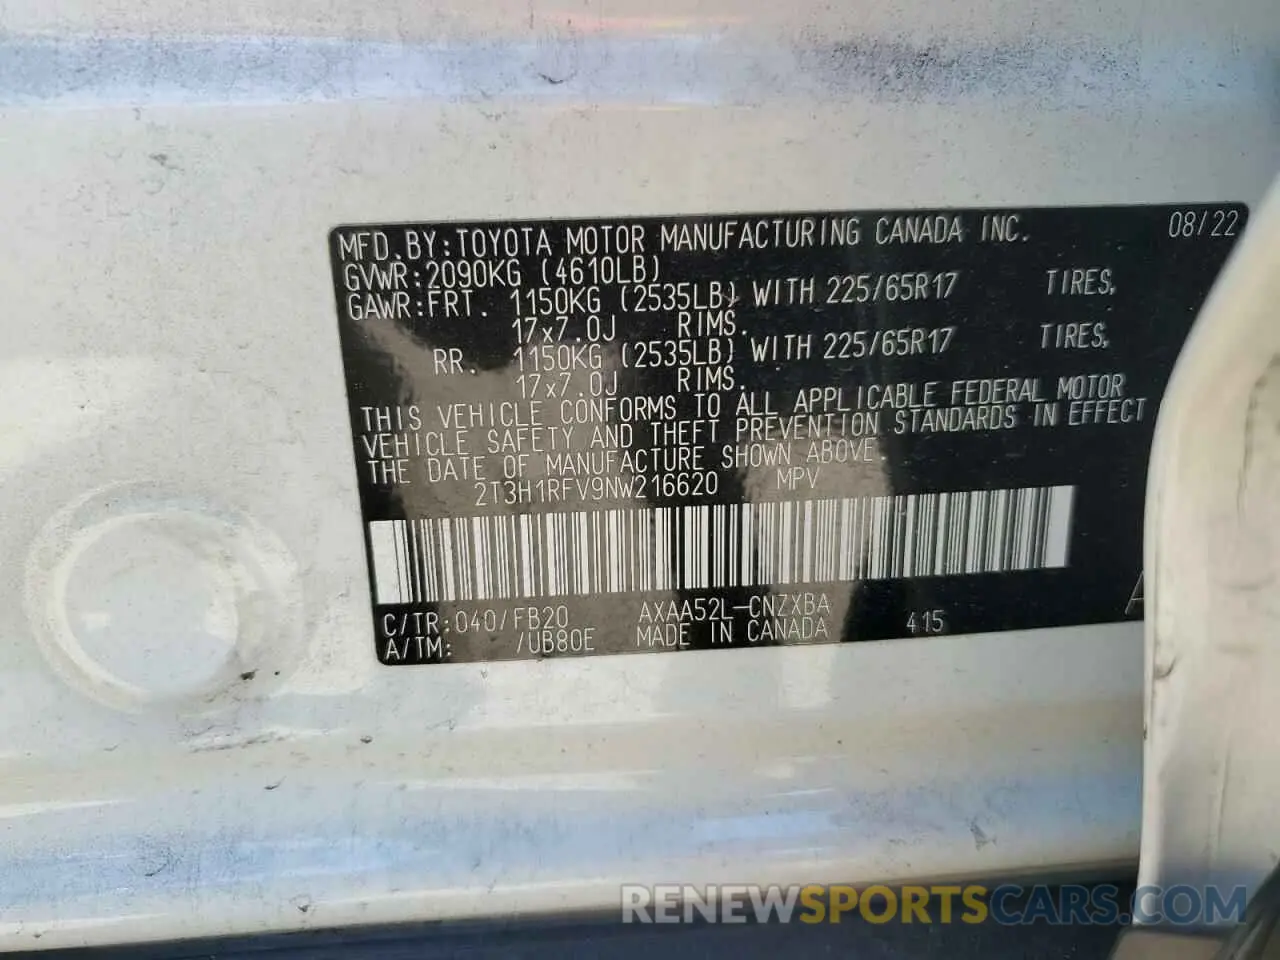 MFD.BY:TOYOTA MOTOR MANUFACTURING CANADA INC. 08/22
GVWR:2090KG (4610LB)
GAWR:FRT. 1150KG (2535LB) WITH 225/65R17 TIRES,
17x7.0J RIMS.
RR. 1150KG (2535LB) WITH 225/65R17 TIRES,
17x7.0J RIMS.
THIS VEHICLE CONFORMS TO ALL APPLICABLE FEDERAL MOTOR
VEHICLE SAFETY AND THEFT PREVENTION STANDARDS IN EFFECT
THE DATE OF MANUFACTURE SHOWN ABOVE.
2T3H1RFV9NW216620 MPV
C/TR:040/FB20 AXAA52L-CNZXBA
A/TM: /UB80E MADE IN CANADA 415
RENEWSPORTSCARS.COM